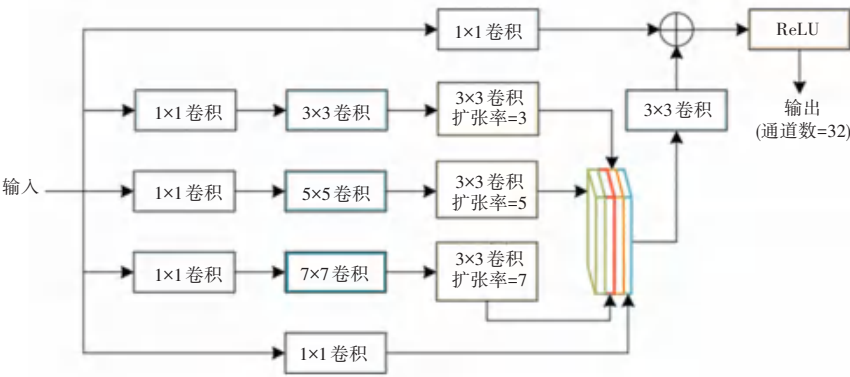 1×1卷积
ReLU
1×1卷积
3×3卷积
3×3卷积
扩张率=3
3×3卷积
输出
(通道数=32)
输入
1×1卷积
5×5卷积
3×3卷积
扩张率=5
1×1卷积
7×7卷积
3×3卷积
扩张率=7
1×1卷积